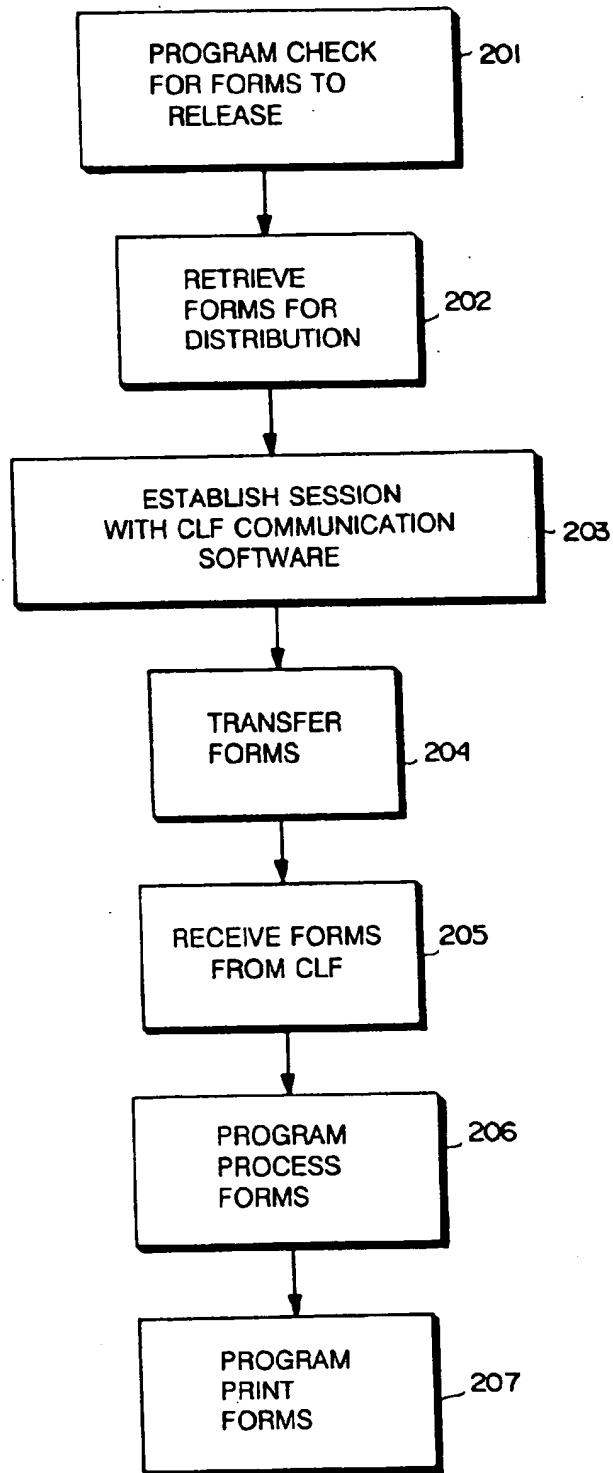 PROGRAM CHECK
FOR FORMS TO
RELEASE
201
RETRIEVE
FORMS FOR
DISTRIBUTION
202
ESTABLISH SESSION
WITH CLF COMMUNICATION
SOFTWARE
203
TRANSFER
FORMS
204
RECEIVE FORMS
FROM CLF
205
PROGRAM
PROCESS
FORMS
206
PROGRAM
PRINT
FORMS
207